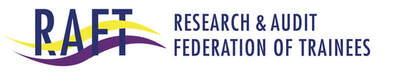 RAFT
RESEARCH & AUDIT
FEDERATION OF TRAINEES